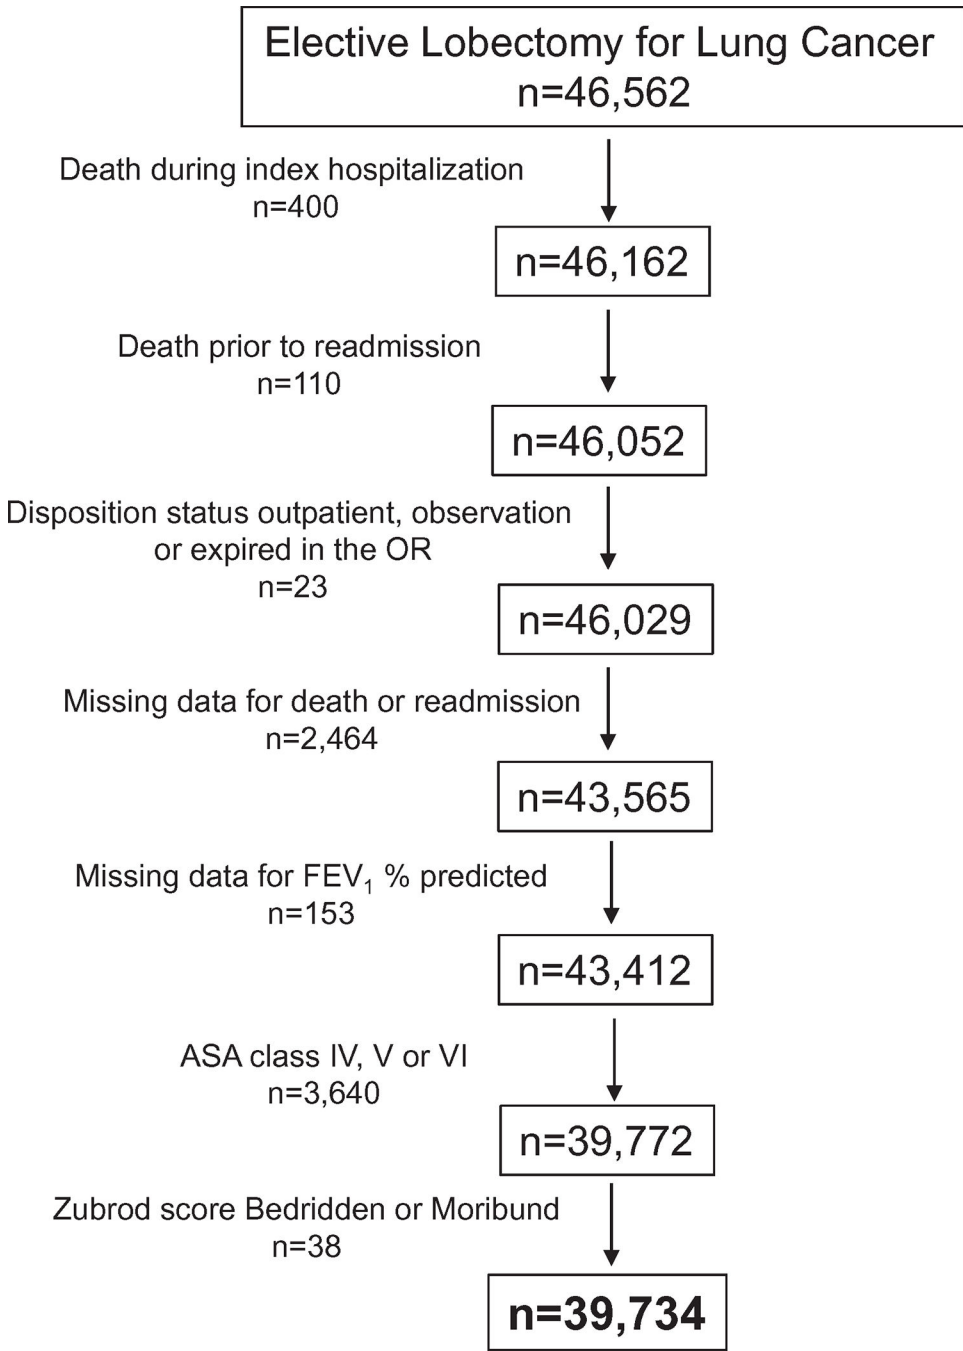 Elective Lobectomy for Lung Cancer
n=46,562
Death during index hospitalization
n=400
n=46,162
Death prior to readmission
n=110
n=46,052
Disposition status outpatient, observation
or expired in the OR
n=23
n=46,029
Missing data for death or readmission
n=2,464
n=43,565
Missing data for FEV₁ % predicted
n=153
n=43,412
ASA class IV, V or VI
n=3,640
n=39,772
Zubrod score Bedridden or Moribund
n=38
n=39,734